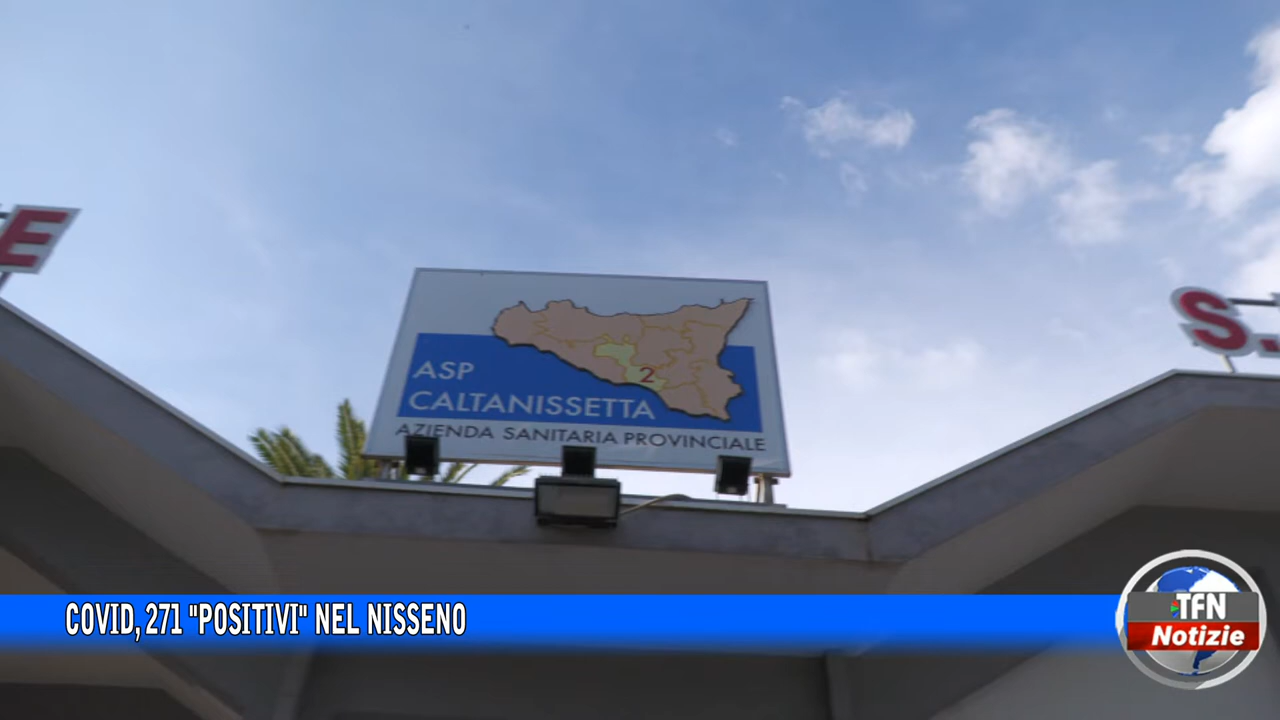 E
S.
2
ASP
CALTANISSETTA
AZIENDA SANITARIA PROVINCIALE
COVID, 271 "POSITIVI" NEL NISSENO
TFN
Notizie